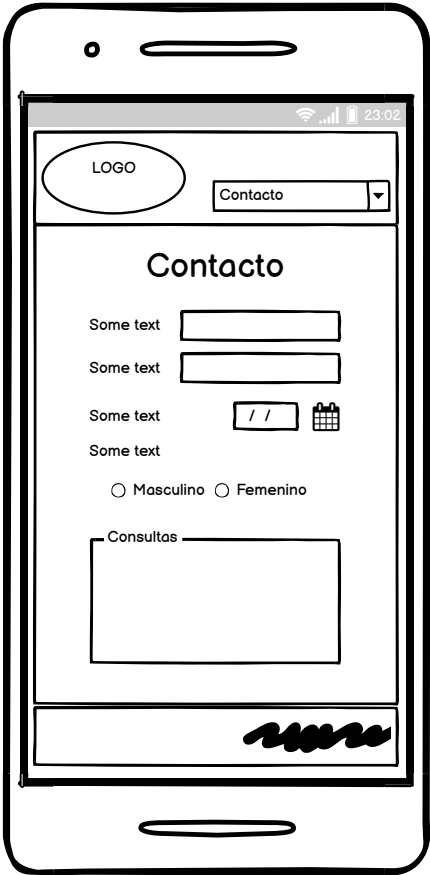 23:02
LOGO
Contacto
Contacto
Some text
Some text
Some text / /
Some text
Masculino Femenino
Consultas